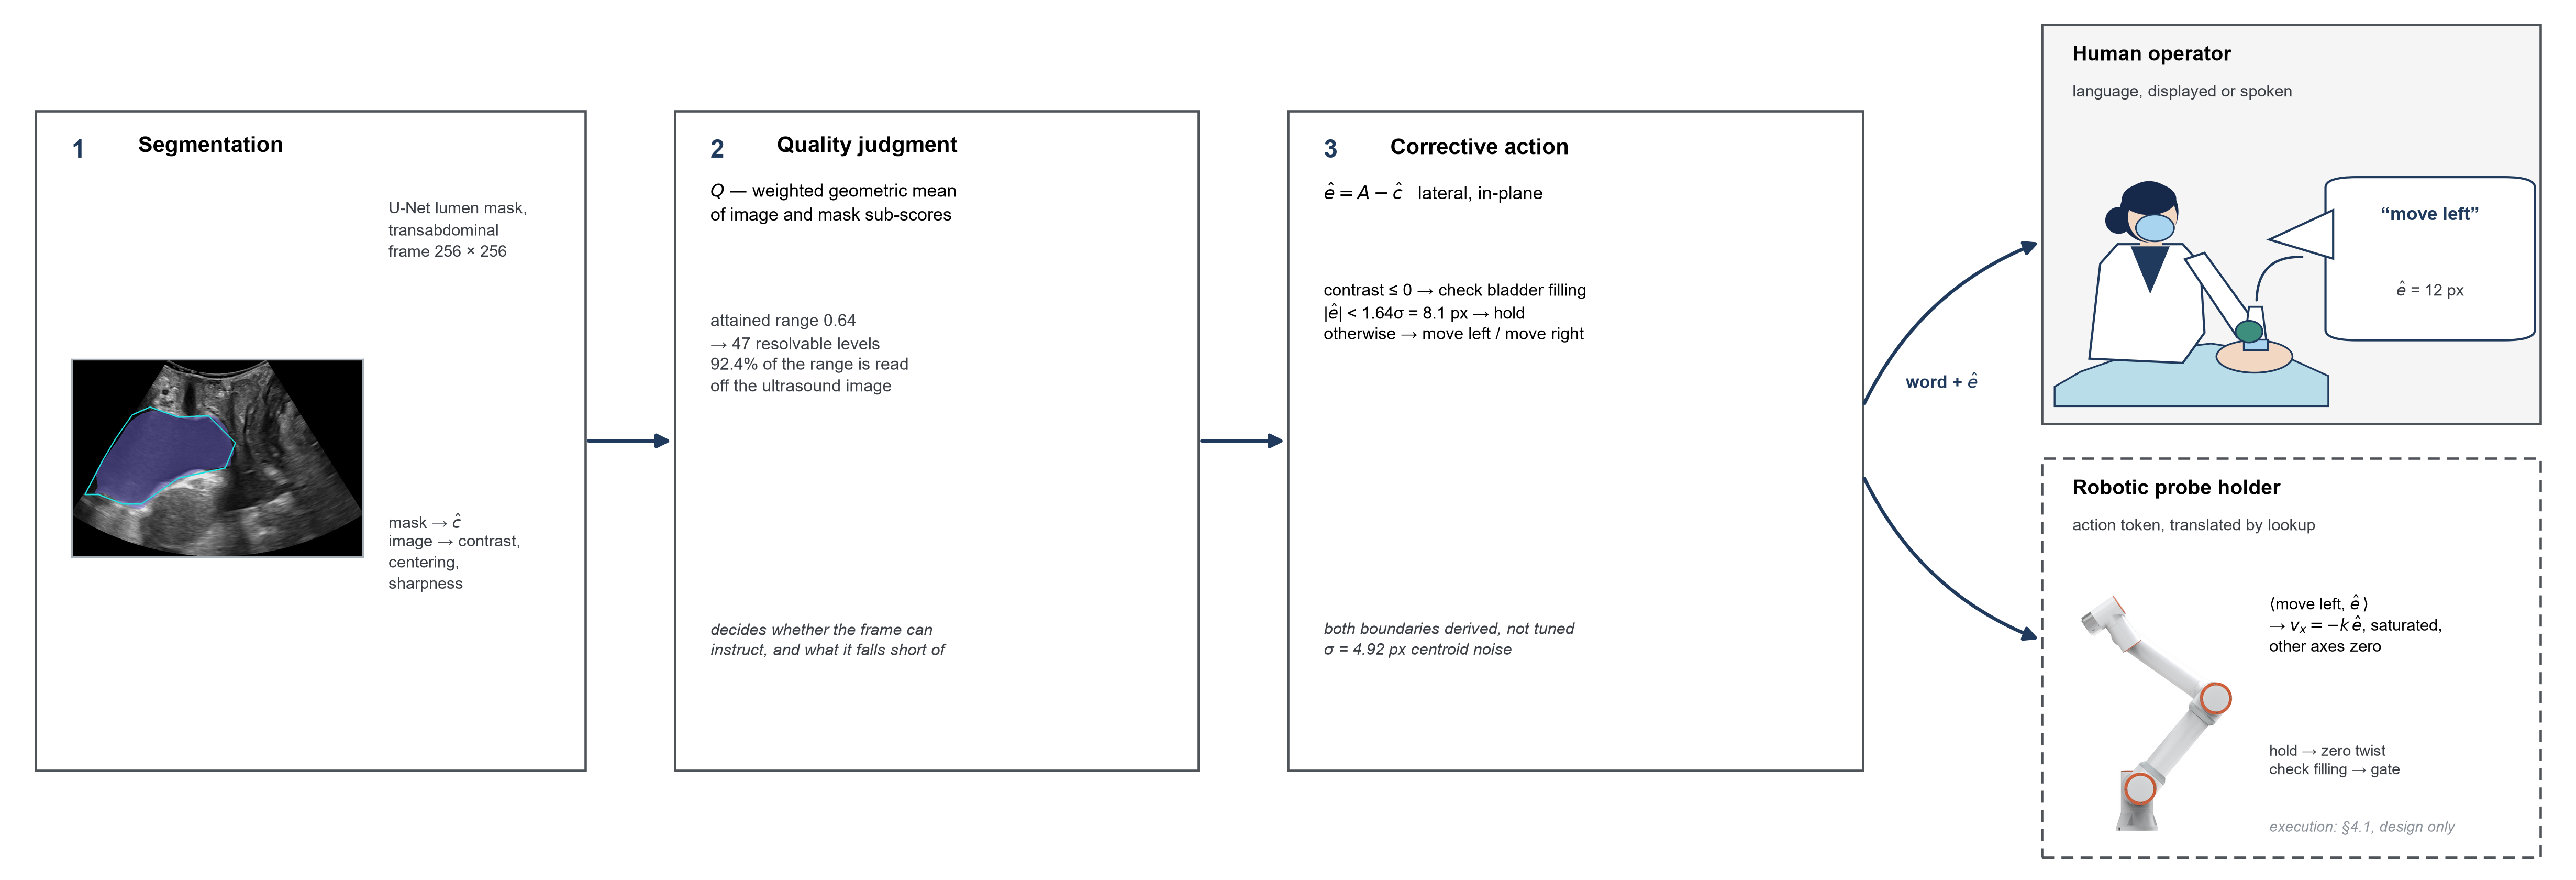 1 Segmentation
U-Net lumen mask,
transabdominal
frame 256 × 256
mask → ĉ
image → contrast,
centering,
sharpness
2 Quality judgment
Q — weighted geometric mean
of image and mask sub-scores
attained range 0.64
→ 47 resolvable levels
92.4% of the range is read
off the ultrasound image
decides whether the frame can
instruct, and what it falls short of
3 Corrective action
ê = A − ĉ lateral, in-plane
contrast ≤ 0 → check bladder filling
|ê| < 1.64σ = 8.1 px → hold
otherwise → move left / move right
both boundaries derived, not tuned
σ = 4.92 px centroid noise
word + ê
Human operator
language, displayed or spoken
“move left”
ê = 12 px
Robotic probe holder
action token, translated by lookup
⟨move left, ê⟩
→ vₓ = −k ê, saturated,
other axes zero
hold → zero twist
check filling → gate
execution: §4.1, design only